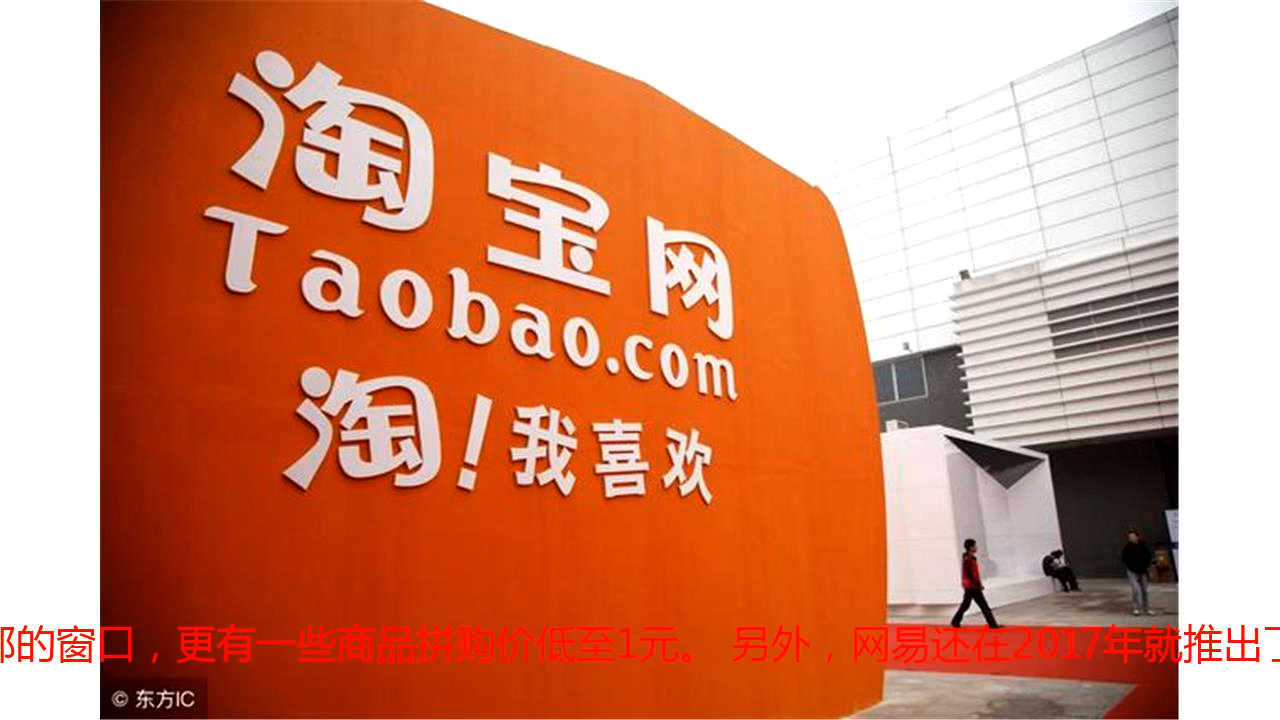 淘宝网
Taobao.com
淘!我喜欢
的窗口，更有一些商品拼购价低至1元。 另外，网易还在2017年就推出了
© 东方IC